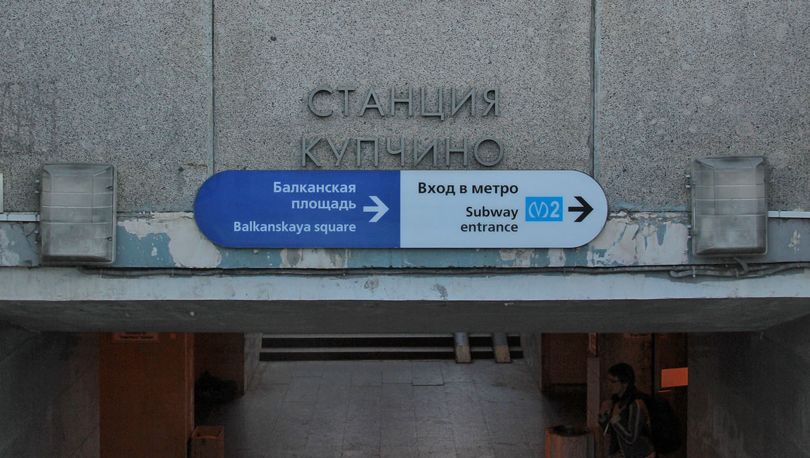 СТАНЦИЯ
КУПЧИНО
Балканская
площадь
Balkanskaya square
Вход в метро
Subway
entrance
М2